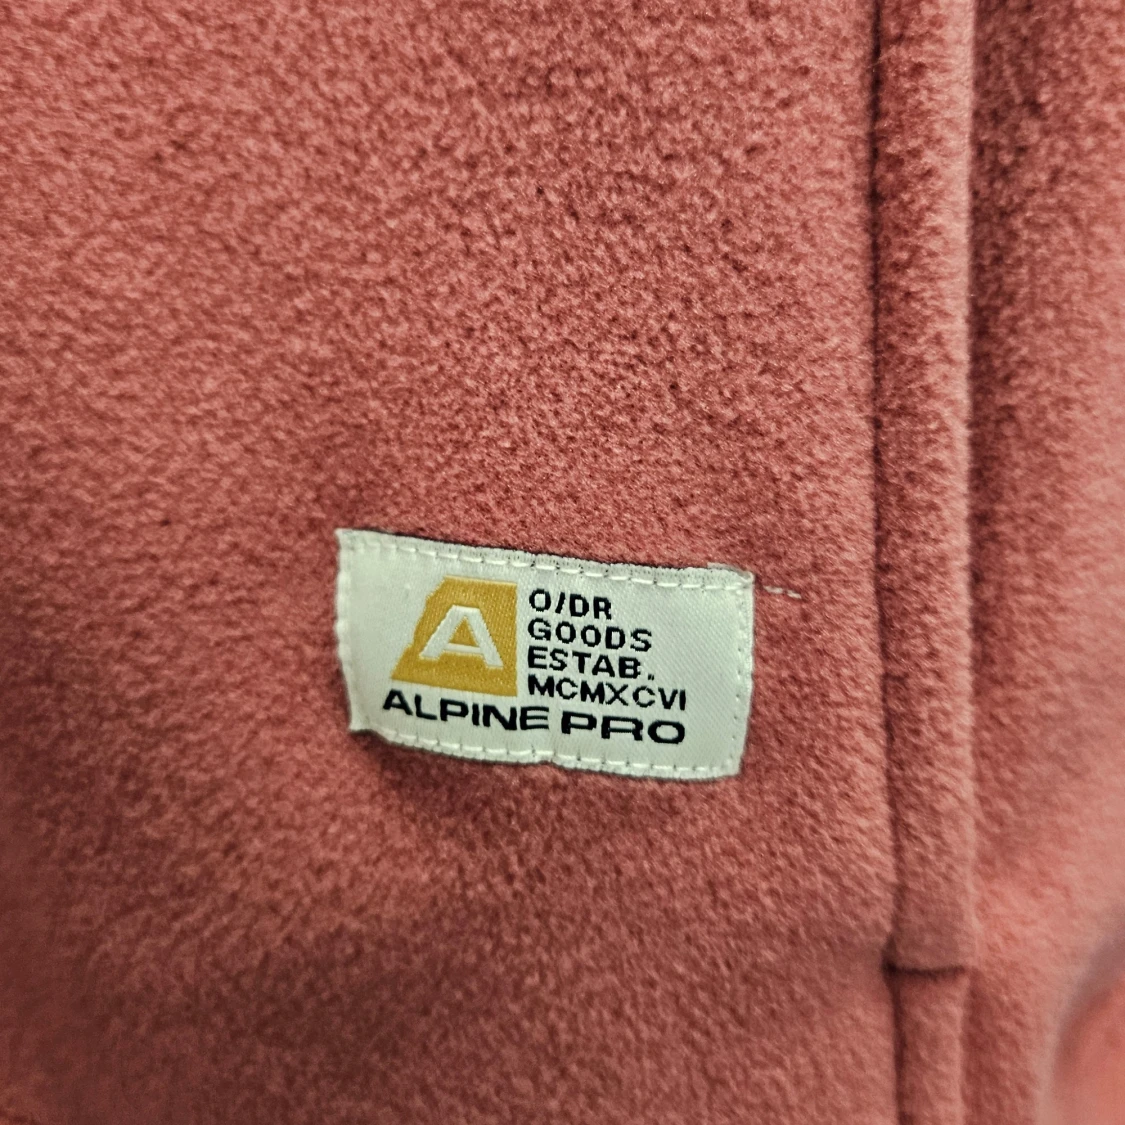 A
O/DR
GOODS
ESTAB.
MCMXCVI
ALPINE PRO